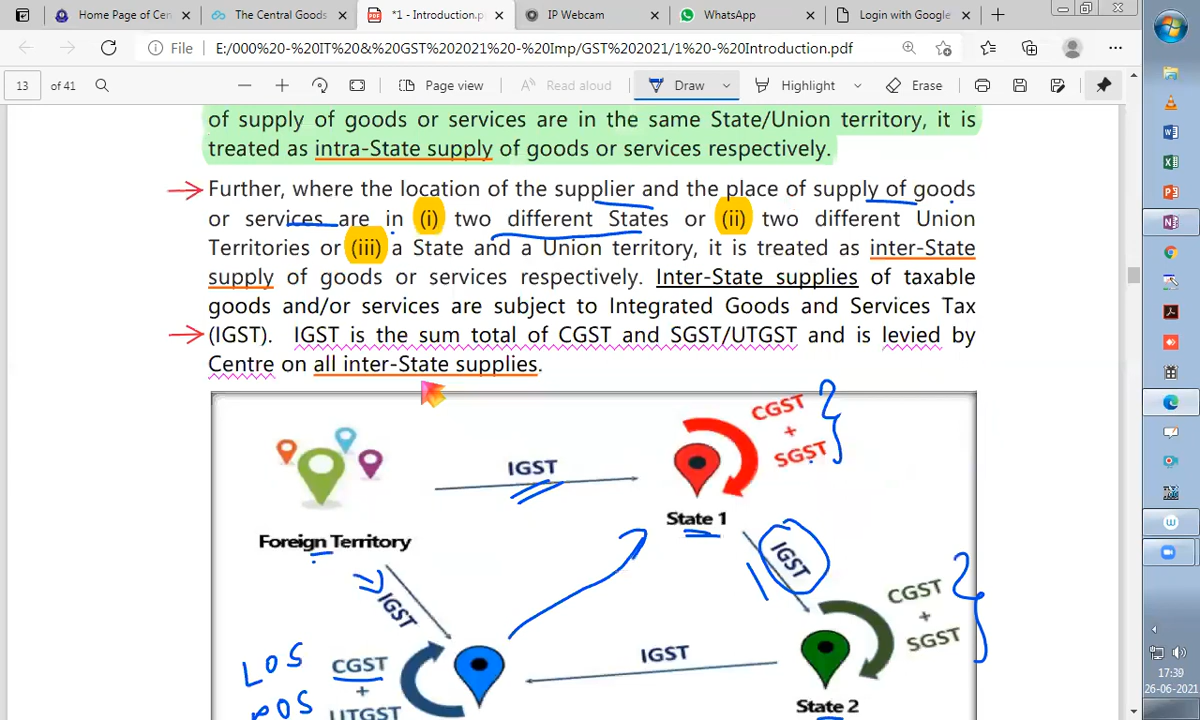 Home Page of Cen
The Central Goods
*1 - Introduction.p
IP Webcam
WhatsApp
Login with Google
File
E:/000%20-%20IT%20&%20GST%202021%20-%20Imp/GST%202021/1%20-%20Introduction.pdf
13 of 41
Page view
Read aloud
Draw
Highlight
Erase
of supply of goods or services are in the same State/Union territory, it is
treated as intra-State supply of goods or services respectively.
Further, where the location of the supplier and the place of supply of goods
or services are in (i) two different States or (ii) two different Union
Territories or (iii) a State and a Union territory, it is treated as inter-State
supply of goods or services respectively. Inter-State supplies of taxable
goods and/or services are subject to Integrated Goods and Services Tax
(IGST). IGST is the sum total of CGST and SGST/UTGST and is levied by
Centre on all inter-State supplies.
CGST
+
SGST
IGST
State 1
Foreign Territory
IGST
IGST
CGST
+
SGST
IGST
LOS
CGST
+
POS
UTGST
State 2
17:39
26-06-2021